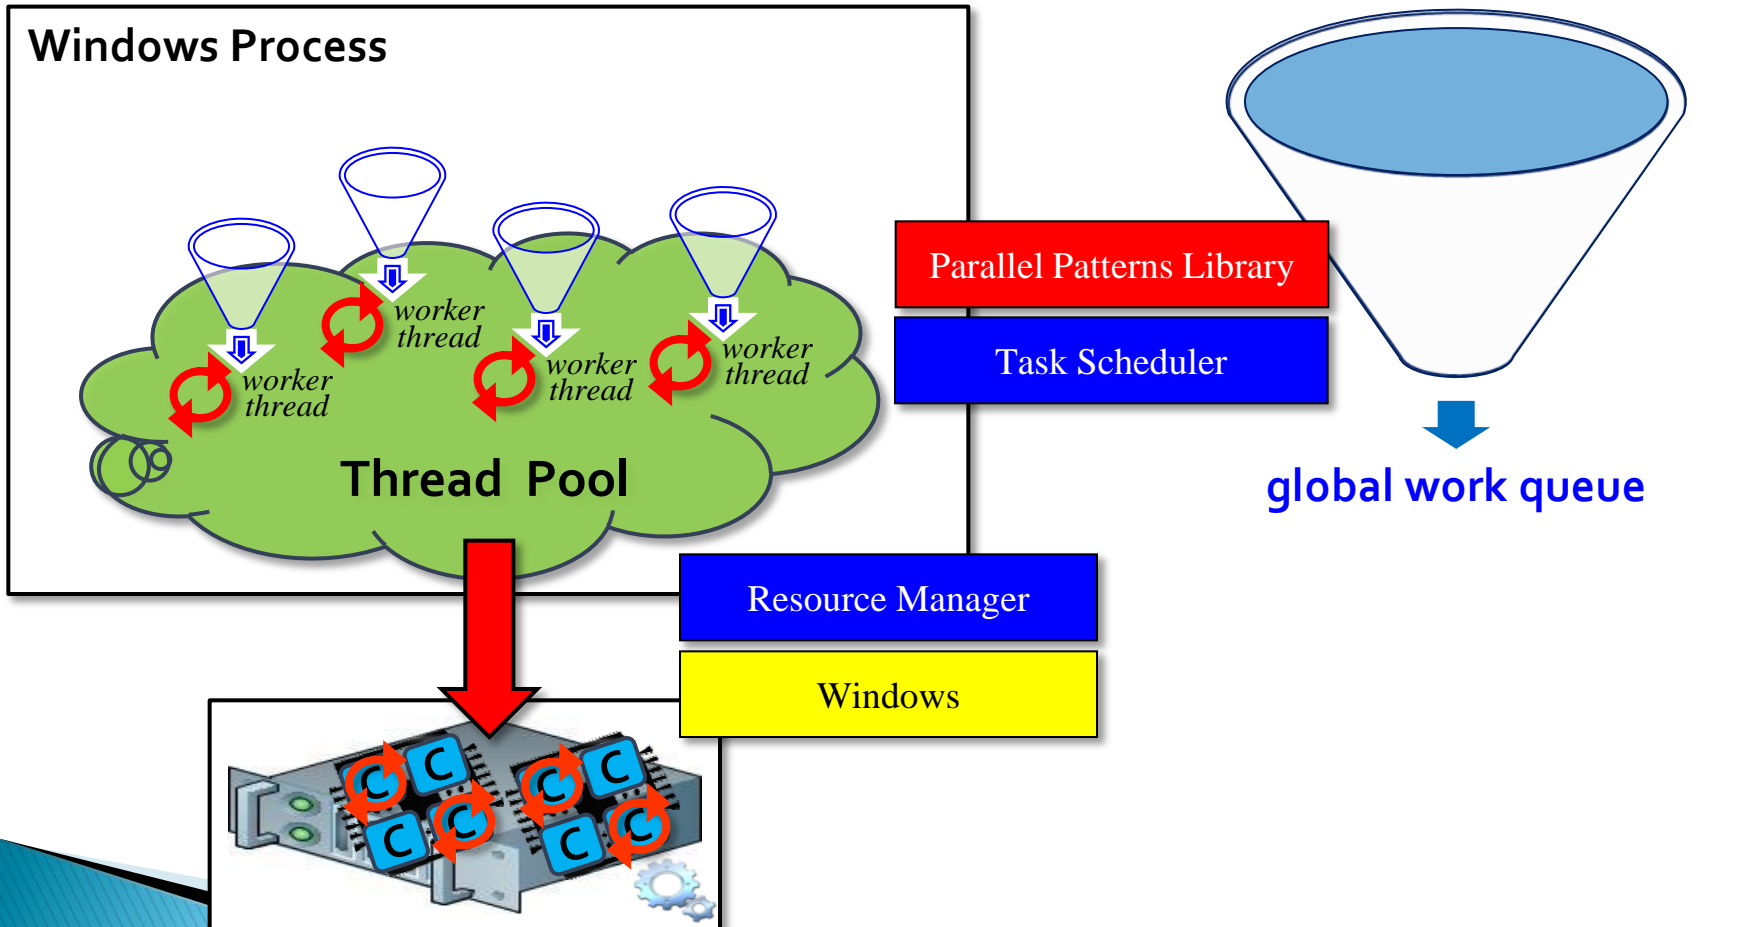 Windows Process
worker
thread
worker
thread
worker
thread
worker
thread
Thread Pool
Parallel Patterns Library
Task Scheduler
global work queue
Resource Manager
Windows
C
C
C
C
C
C
C
C